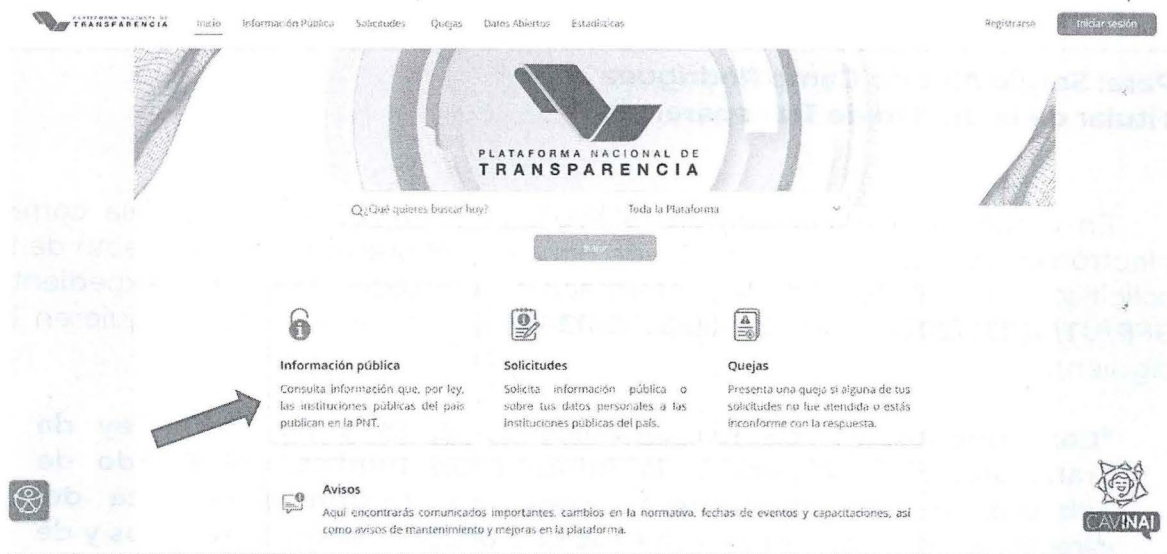 PLATAFORMA NACIONAL DE
TRANSPARENCIA
Inicio Información Pública Solicitudes Quejas Datos Abiertos Estadísticas Registrarse Iniciar sesión
PLATAFORMA NACIONAL DE
TRANSPARENCIA
¿Qué quieres buscar hoy? Toda la Plataforma
Información pública
Consulta información que, por ley,
las instituciones públicas del país
publican en la PNT.
Solicitudes
Solicita información pública o
sobre tus datos personales a las
instituciones públicas del país.
Quejas
Presenta una queja si alguna de tus
solicitudes no fue atendida o estás
inconforme con la respuesta.
Avisos
Aquí encontrarás comunicados importantes, cambios en la normativa, fechas de eventos y capacitaciones, así
como avisos de mantenimiento y mejoras en la plataforma.
CAVINAI